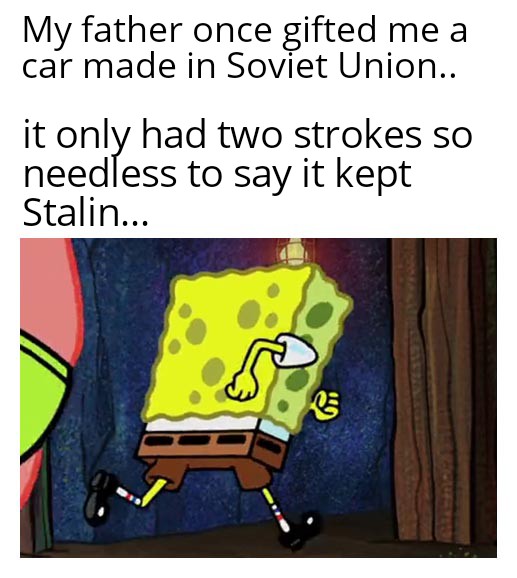 My father once gifted me a
car made in Soviet Union..
it only had two strokes so
needless to say it kept
Stalin...